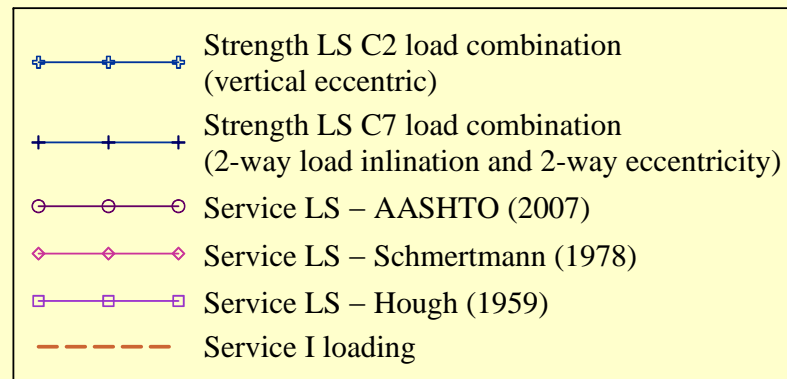 Strength LS C2 load combination
(vertical eccentric)
Strength LS C7 load combination
(2-way load inlination and 2-way eccentricity)
Service LS – AASHTO (2007)
Service LS – Schmertmann (1978)
Service LS – Hough (1959)
Service I loading